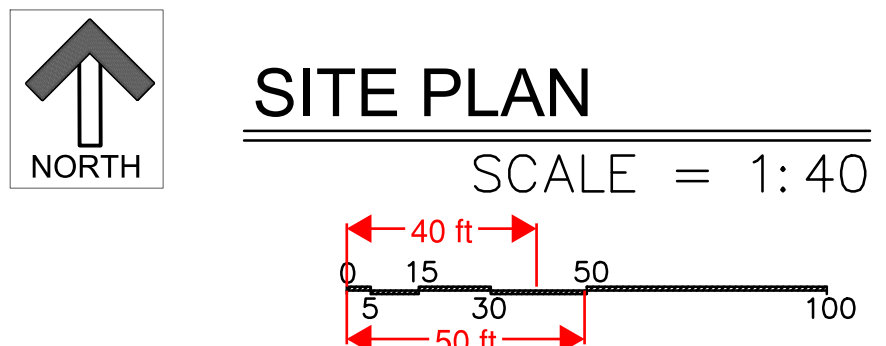 NORTH
SITE PLAN
SCALE = 1:40
40 ft
0 15 50
5 30 100
50 ft